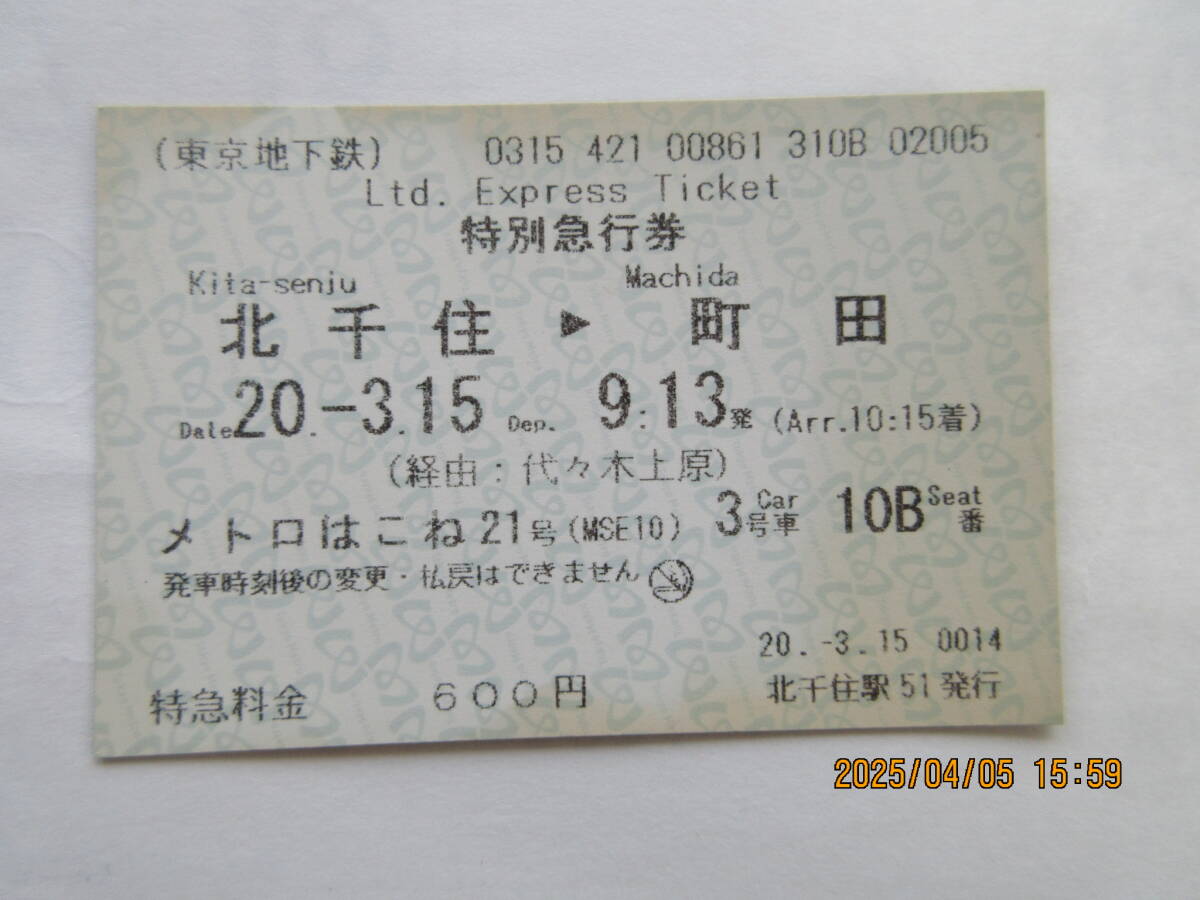 (東京地下鉄) 0315 421 00861 310B 02005
Ltd. Express Ticket
特別急行券
Kita-senju Machida
北千住 ▶ 町田
Date 20.-3.15 Dep. 9:13発 (Arr.10:15着)
(経由:代々木上原)
メトロはこね21号(MSE10) 3 Car 号車 10B Seat 番
発車時刻後の変更・払戻はできません
20.-3.15 0014
特急料金 600円 北千住駅51発行
2025/04/05 15:59